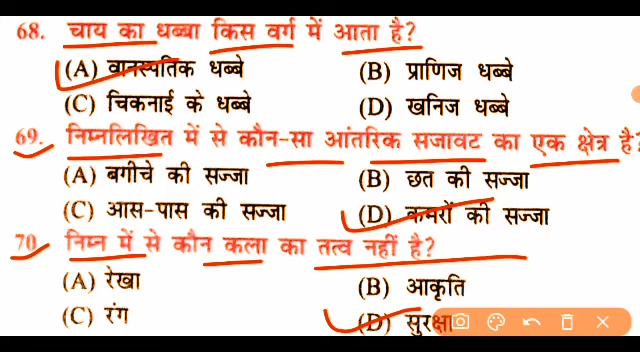 68. चाय का धब्बा किस वर्ग में आता है?
(A) वानस्पतिक धब्बे (B) प्राणिज धब्बे
(C) चिकनाई के धब्बे (D) खनिज धब्बे
69. निम्नलिखित में से कौन-सा आंतरिक सजावट का एक क्षेत्र है?
(A) बगीचे की सज्जा (B) छत की सज्जा
(C) आस-पास की सज्जा (D) कमरों की सज्जा
70. निम्न में से कौन कला का तत्व नहीं है?
(A) रेखा (B) आकृति
(C) रंग (D) सुरक्षा